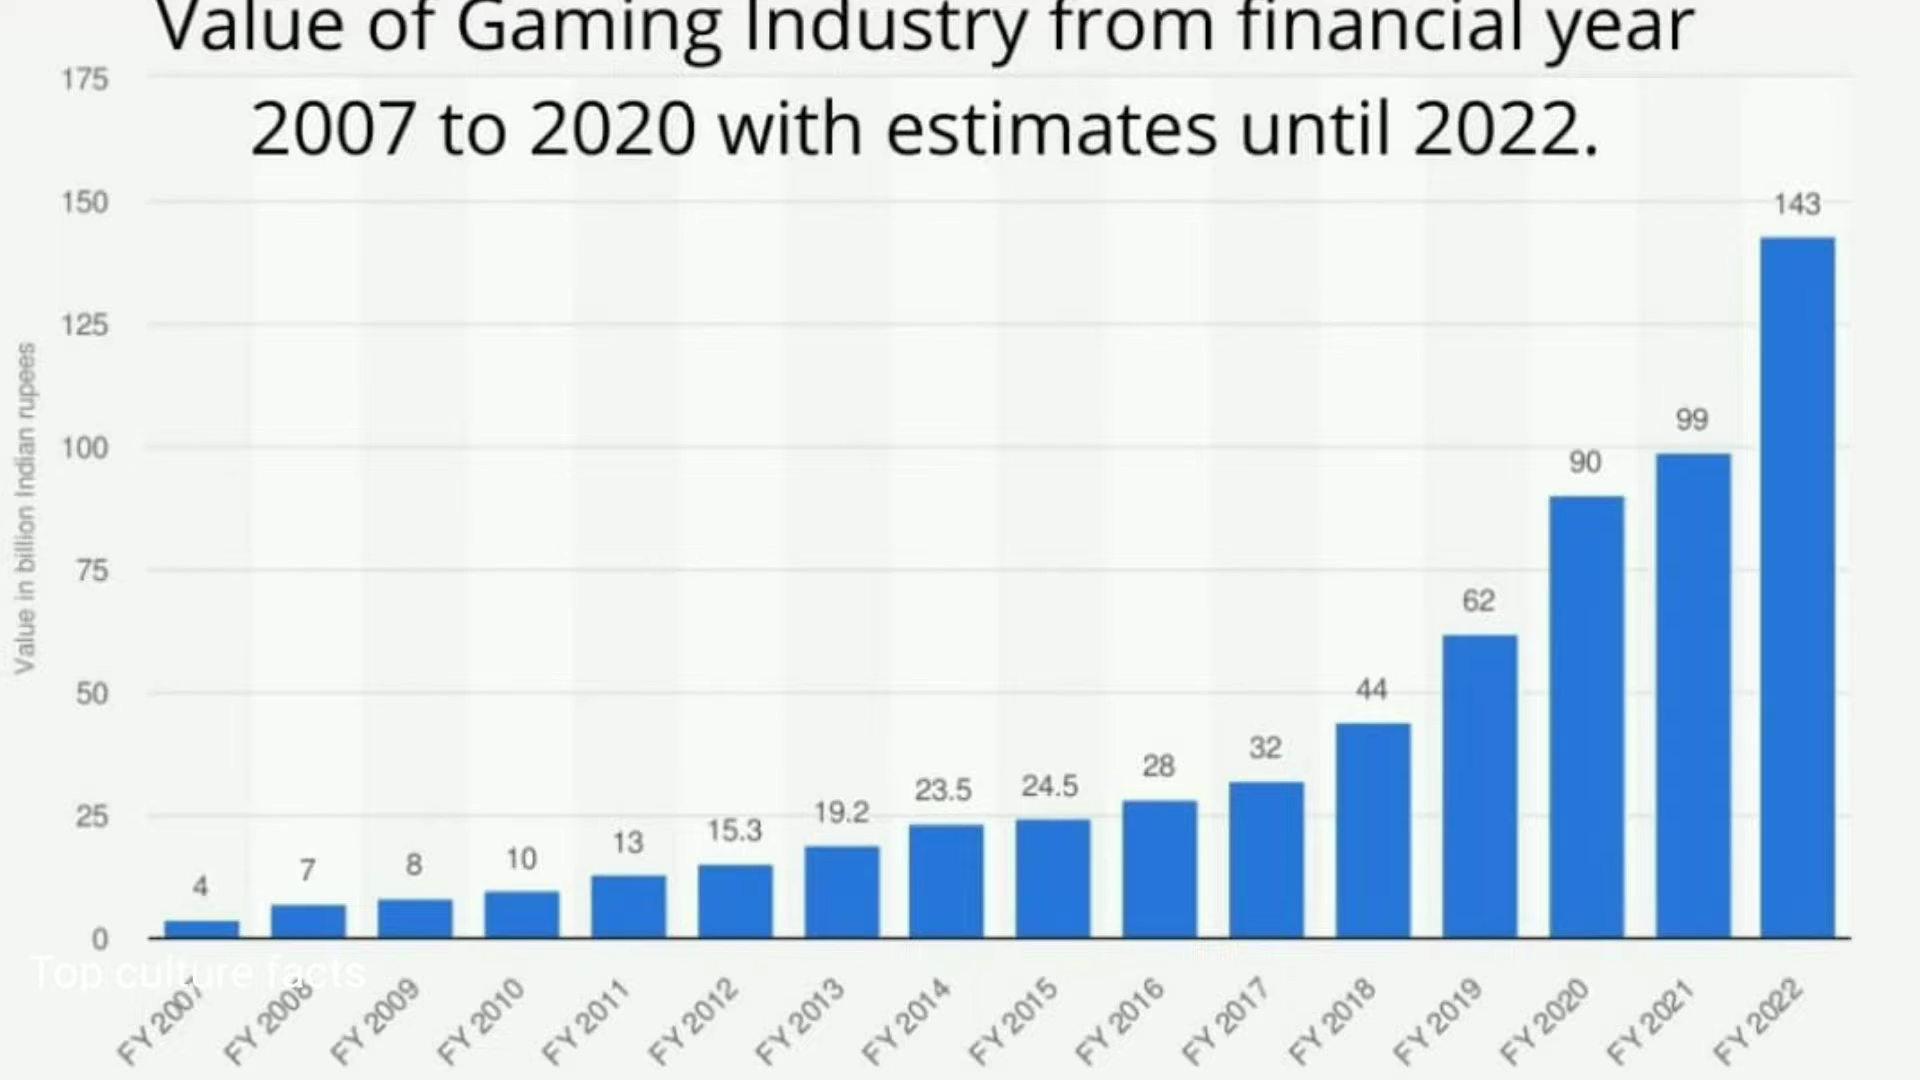 Value of Gaming Industry from financial year
2007 to 2020 with estimates until 2022.
Value in billion Indian rupees
175
150
125
100
75
50
25
0
4
7
8
10
13
15.3
19.2
23.5
24.5
28
32
44
62
90
99
143
FY 2007
FY 2008
FY 2009
FY 2010
FY 2011
FY 2012
FY 2013
FY 2014
FY 2015
FY 2016
FY 2017
FY 2018
FY 2019
FY 2020
FY 2021
FY 2022
Top culture facts